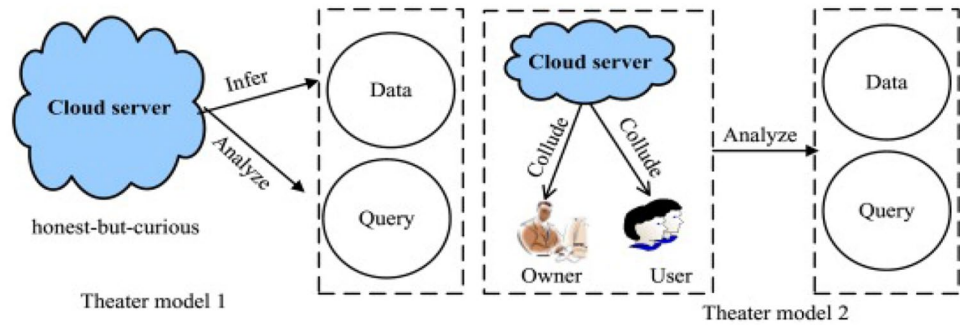 Cloud server
Infer
Analyze
Data
Query
honest-but-curious
Theater model 1
Cloud server
Collude
Collude
Owner
User
Analyze
Data
Query
Theater model 2